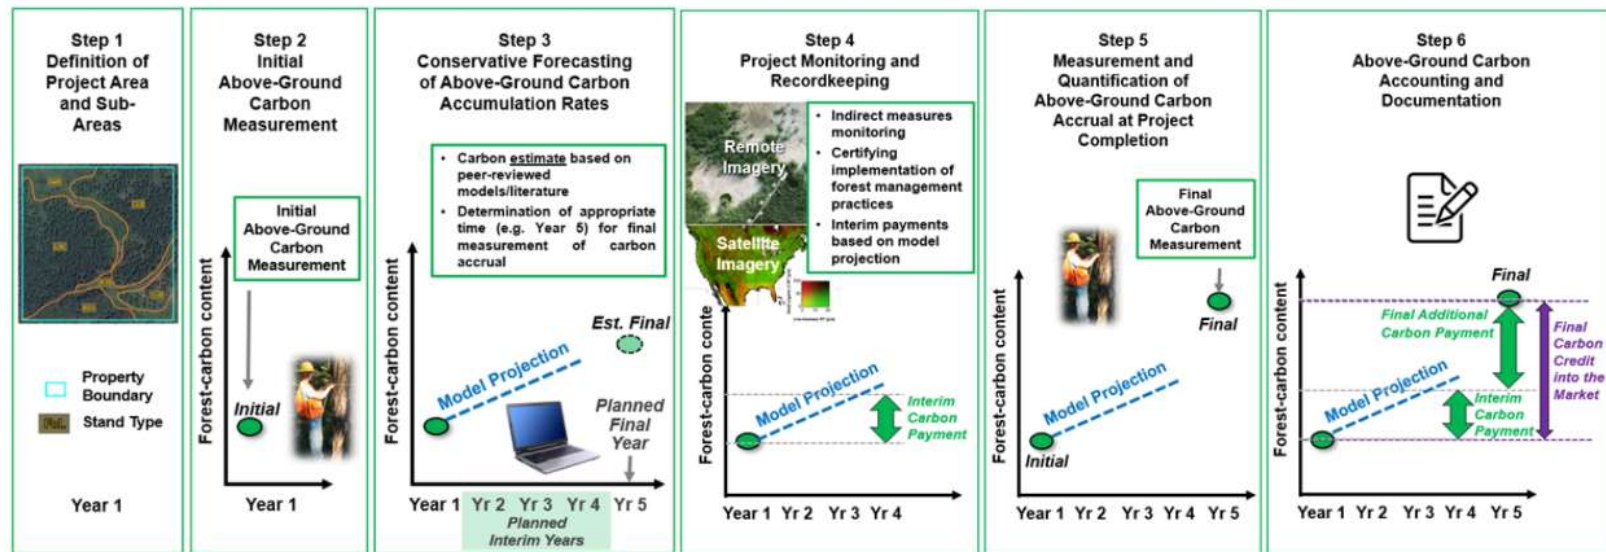 Step 1
Definition of
Project Area
and Sub-
Areas
Property
Boundary
Stand Type
Year 1
Step 2
Initial
Above-Ground
Carbon
Measurement
Initial
Above-Ground
Carbon
Measurement
Forest-carbon content
Initial
Year 1
Step 3
Conservative Forecasting
of Above-Ground Carbon
Accumulation Rates
• Carbon estimate based on
peer-reviewed
models/literature
• Determination of appropriate
time (e.g. Year 5) for final
measurement of carbon
accrual
Forest-carbon content
Model Projection
Est. Final
Planned
Final
Year
Year 1 Yr 2 Yr 3 Yr 4 Yr 5
Planned
Interim Years
Step 4
Project Monitoring and
Recordkeeping
Remote
Imagery
Satellite
Imagery
• Indirect measures
monitoring
• Certifying
implementation of
forest management
practices
• Interim payments
based on model
projection
Forest-carbon conte
Model Projection
Interim
Carbon
Payment
Year 1 Yr 2 Yr 3 Yr 4
Step 5
Measurement and
Quantification of
Above-Ground Carbon
Accrual at Project
Completion
Final
Above-Ground
Carbon
Measurement
Forest-carbon content
Final
Model Projection
Initial
Year 1 Yr 2 Yr 3 Yr 4 Yr 5
Step 6
Above-Ground Carbon
Accounting and
Documentation
Forest-carbon content
Final
Final Additional
Carbon Payment
Final
Carbon
Credit
into the
Market
Model Projection
Interim
Carbon
Payment
Year 1 Yr 2 Yr 3 Yr 4 Yr 5